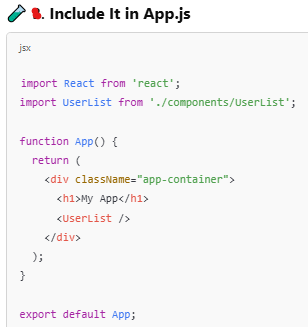 🧪 . Include It in App.js
jsx
import React from 'react';
import UserList from './components/UserList';
function App() {
  return (
    <div className="app-container">
      <h1>My App</h1>
      <UserList />
    </div>
  );
}
export default App;